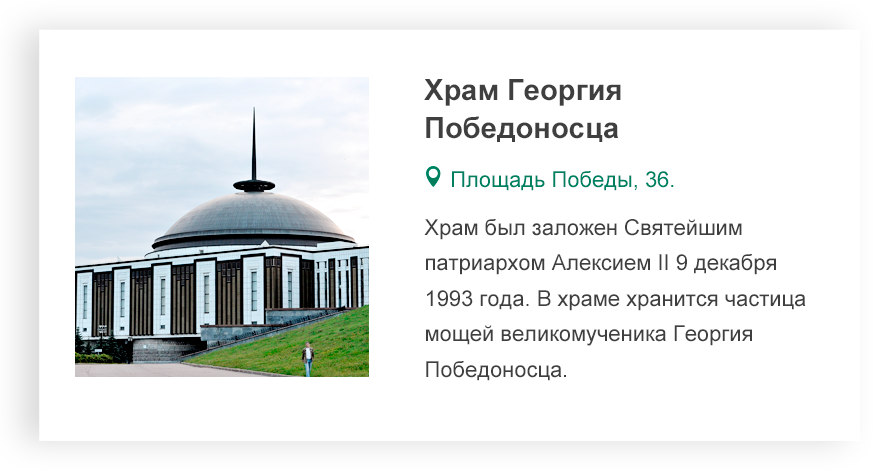 Храм Георгия
Победоносца
Площадь Победы, 36.
Храм был заложен Святейшим
патриархом Алексием II 9 декабря
1993 года. В храме хранится частица
мощей великомученика Георгия
Победоносца.